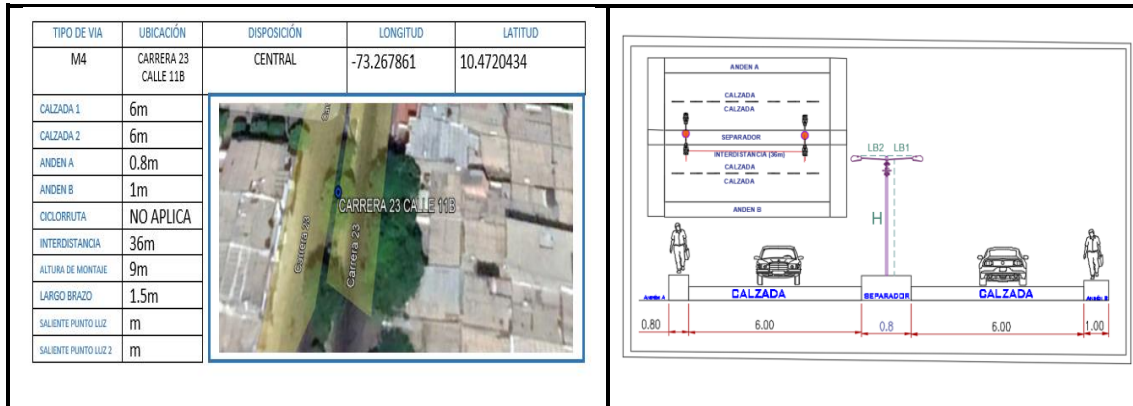 TIPO DE VIA UBICACIÓN DISPOSICIÓN LONGITUD LATITUD
M4 CARRERA 23 CALLE 11B CENTRAL -73.267861 10.4720434
CALZADA 1 6m
CALZADA 2 6m
ANDEN A 0.8m
ANDEN B 1m
CICLORRUTA NO APLICA
INTERDISTANCIA 36m
ALTURA DE MONTAJE 9m
LARGO BRAZO 1.5m
SALIENTE PUNTO LUZ m
SALIENTE PUNTO LUZ 2 m
CARRERA 23 CALLE 11B
Carrera 23
Carrera 23
ANDEN A
CALZADA
CALZADA
SEPARADOR
INTERDISTANCIA (36m)
CALZADA
CALZADA
ANDEN B
LB2 LB1
H
Anden A CALZADA SEPARADOR CALZADA Anden B
0.80 6.00 0.8 6.00 1.00